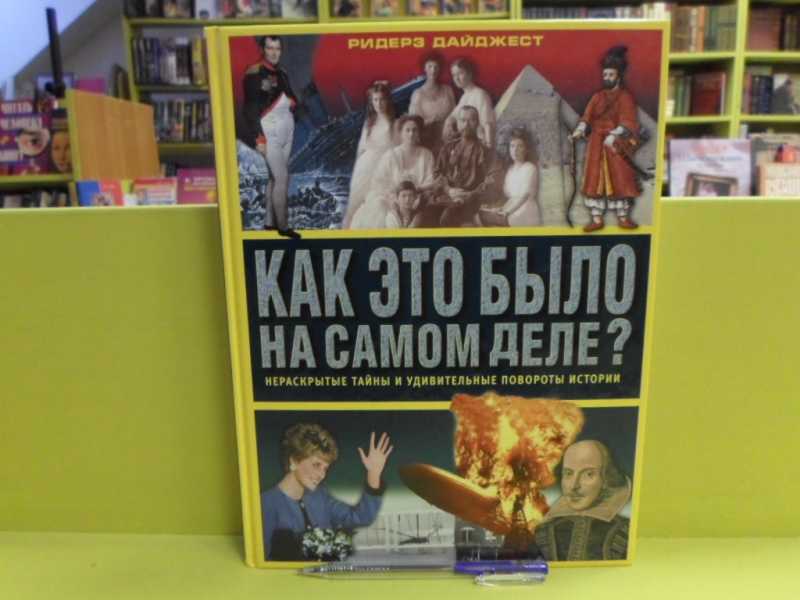 РИДЕРЗ ДАЙДЖЕСТ
КАК ЭТО БЫЛО
НА САМОМ ДЕЛЕ?
НЕРАСКРЫТЫЕ ТАЙНЫ И УДИВИТЕЛЬНЫЕ ПОВОРОТЫ ИСТОРИИ